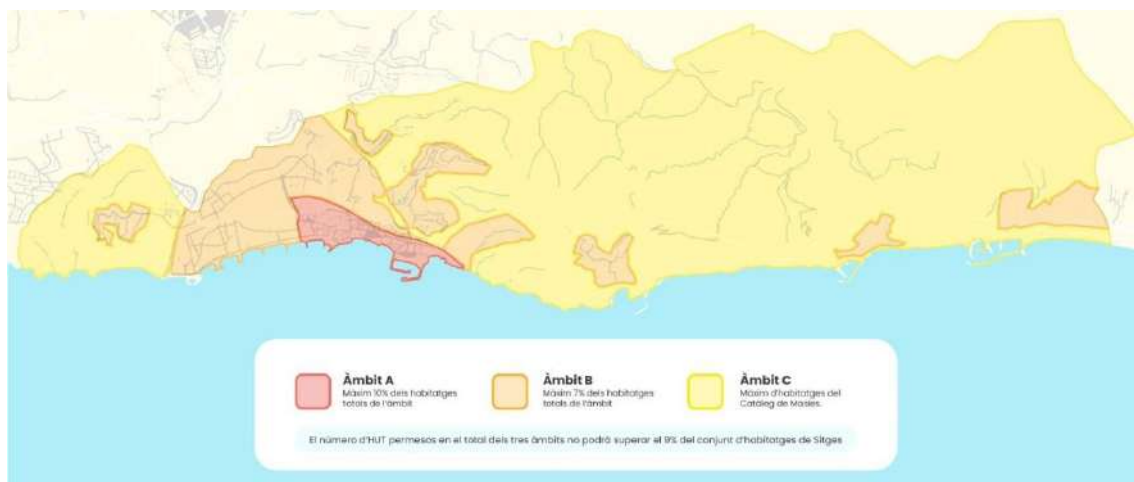 Àmbit A
Màxim 10% dels habitatges
totals de l'àmbit
Àmbit B
Màxim 7% dels habitatges
totals de l'àmbit
Àmbit C
Màxim d'habitatges del
Catàleg de Masies.
El número d'HUT permesos en el total dels tres àmbits no podrà superar el 9% del conjunt d'habitatges de Sitges